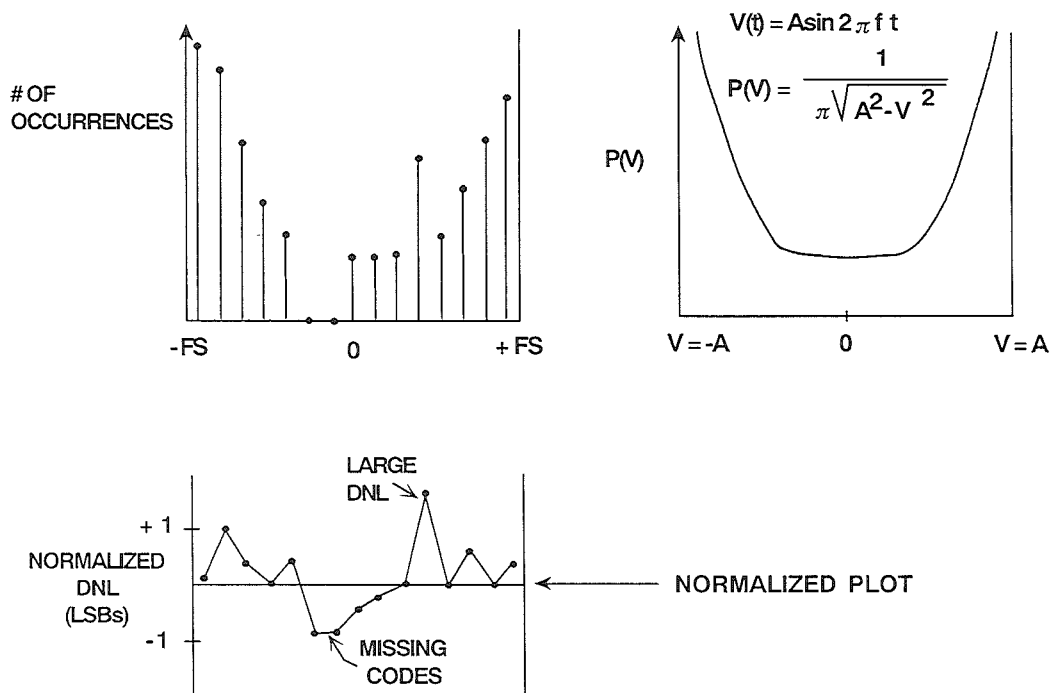 # OF
OCCURRENCES
-FS
0
+ FS
V(t) = Asin 2 π f t
P(V) = 1 / π√A²-V ²
P(V)
V = -A
0
V = A
LARGE
DNL
+ 1
NORMALIZED
DNL
(LSBs)
-1
MISSING
CODES
NORMALIZED PLOT